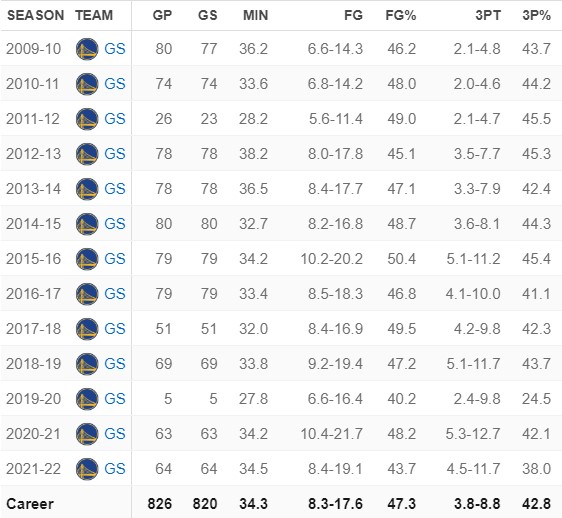 SEASON TEAM GP GS MIN FG FG% 3PT 3P%
2009-10 GS 80 77 36.2 6.6-14.3 46.2 2.1-4.8 43.7
2010-11 GS 74 74 33.6 6.8-14.2 48.0 2.0-4.6 44.2
2011-12 GS 26 23 28.2 5.6-11.4 49.0 2.1-4.7 45.5
2012-13 GS 78 78 38.2 8.0-17.8 45.1 3.5-7.7 45.3
2013-14 GS 78 78 36.5 8.4-17.7 47.1 3.3-7.9 42.4
2014-15 GS 80 80 32.7 8.2-16.8 48.7 3.6-8.1 44.3
2015-16 GS 79 79 34.2 10.2-20.2 50.4 5.1-11.2 45.4
2016-17 GS 79 79 33.4 8.5-18.3 46.8 4.1-10.0 41.1
2017-18 GS 51 51 32.0 8.4-16.9 49.5 4.2-9.8 42.3
2018-19 GS 69 69 33.8 9.2-19.4 47.2 5.1-11.7 43.7
2019-20 GS 5 5 27.8 6.6-16.4 40.2 2.4-9.8 24.5
2020-21 GS 63 63 34.2 10.4-21.7 48.2 5.3-12.7 42.1
2021-22 GS 64 64 34.5 8.4-19.1 43.7 4.5-11.7 38.0
Career 826 820 34.3 8.3-17.6 47.3 3.8-8.8 42.8